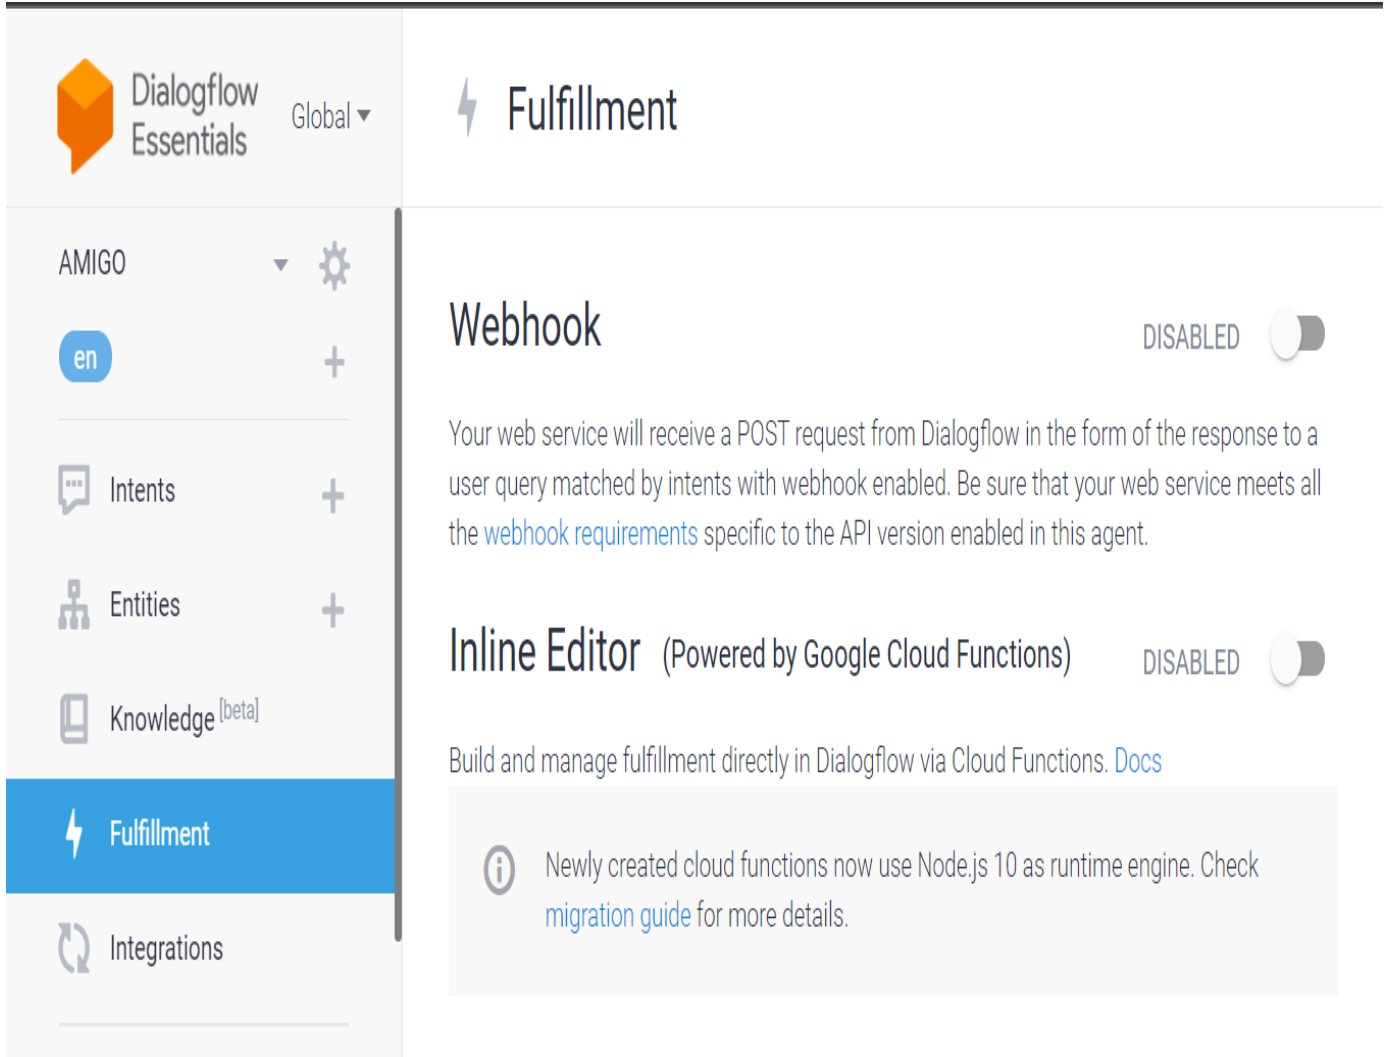 Dialogflow
Essentials
Global
Fulfillment
AMIGO
en
Intents
Entities
Knowledge [beta]
Fulfillment
Integrations
Webhook
DISABLED
Your web service will receive a POST request from Dialogflow in the form of the response to a
user query matched by intents with webhook enabled. Be sure that your web service meets all
the webhook requirements specific to the API version enabled in this agent.
Inline Editor (Powered by Google Cloud Functions)
DISABLED
Build and manage fulfillment directly in Dialogflow via Cloud Functions. Docs
Newly created cloud functions now use Node.js 10 as runtime engine. Check
migration guide for more details.